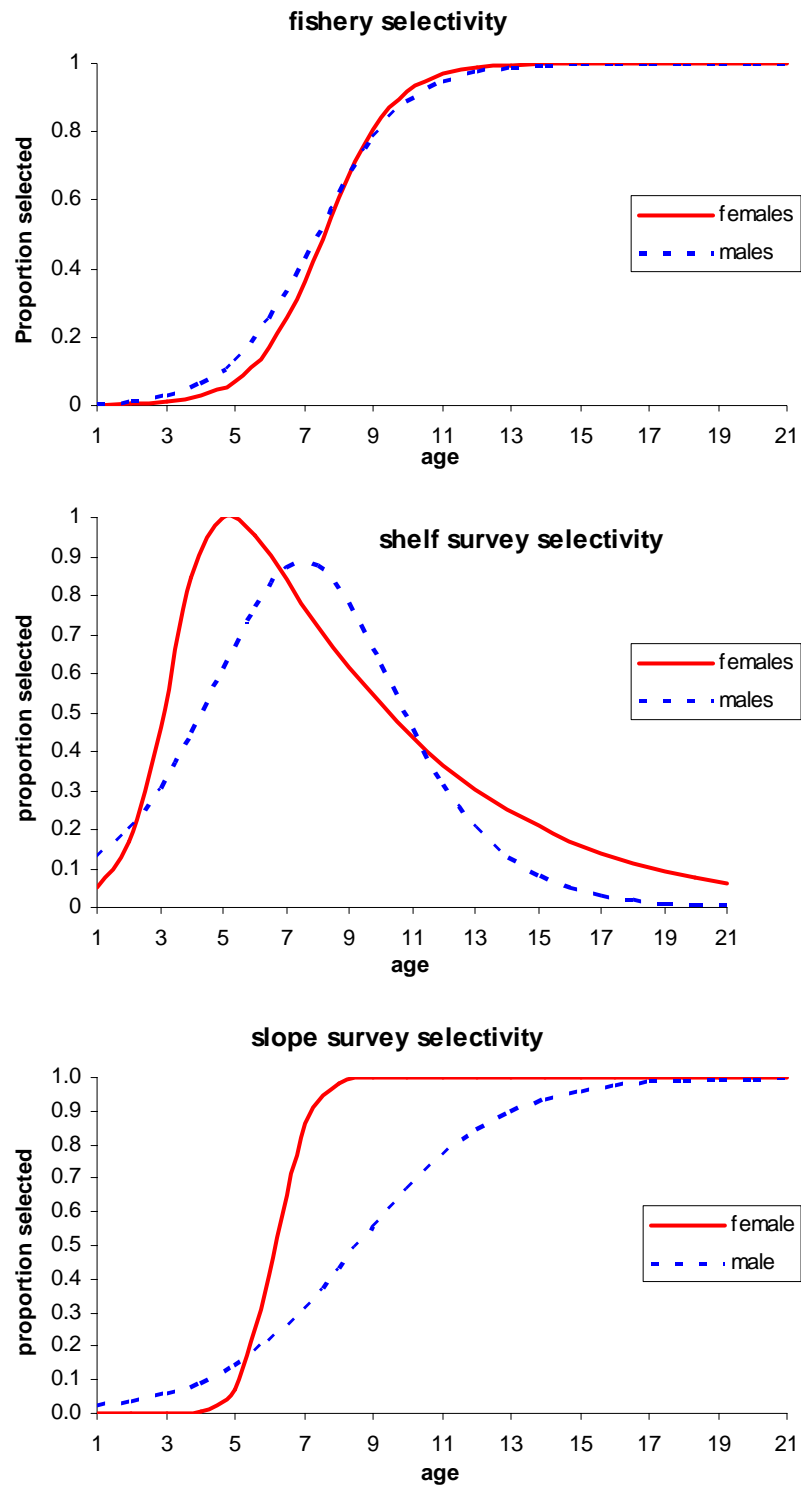 fishery selectivity
1
0.8
0.6
0.4
0.2
0
Proportion selected
females
males
1 3 5 7 9 11 13 15 17 19 21
age
shelf survey selectivity
1
0.9
0.8
0.7
0.6
0.5
0.4
0.3
0.2
0.1
0
proportion selected
females
males
1 3 5 7 9 11 13 15 17 19 21
age
slope survey selectivity
1.0
0.9
0.8
0.7
0.6
0.5
0.4
0.3
0.2
0.1
0.0
proportion selected
female
male
1 3 5 7 9 11 13 15 17 19 21
age